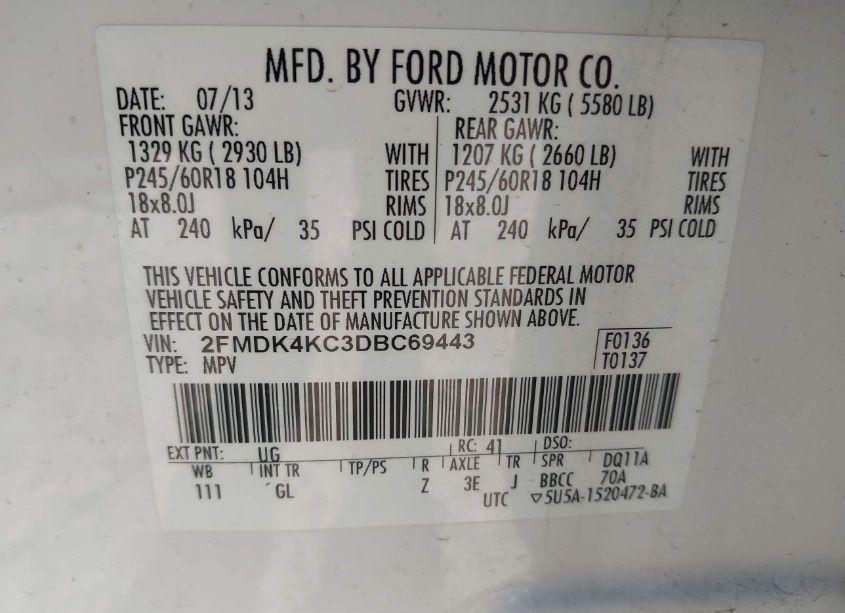 MFD. BY FORD MOTOR CO.
DATE: 07/13 GVWR: 2531 KG ( 5580 LB)
FRONT GAWR: REAR GAWR:
1329 KG ( 2930 LB) WITH 1207 KG ( 2660 LB) WITH
P245/60R18 104H TIRES P245/60R18 104H TIRES
18x8.0J RIMS 18x8.0J RIMS
AT 240 kPa/ 35 PSI COLD AT 240 kPa/ 35 PSI COLD
THIS VEHICLE CONFORMS TO ALL APPLICABLE FEDERAL MOTOR
VEHICLE SAFETY AND THEFT PREVENTION STANDARDS IN
EFFECT ON THE DATE OF MANUFACTURE SHOWN ABOVE.
VIN: 2FMDK4KC3DBC69443 F0136
TYPE: MPV T0137
EXT PNT: UG RC: 41 DSO:
WB INT TR TP/PS R AXLE TR SPR DQ11A
111 GL Z 3E J BBCC 70A
UTC ▽5U5A-1520472-BA